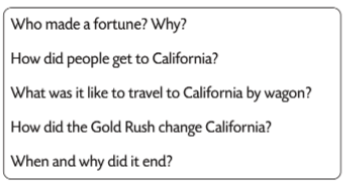 Who made a fortune? Why?
How did people get to California?
What was it like to travel to California by wagon?
How did the Gold Rush change California?
When and why did it end?